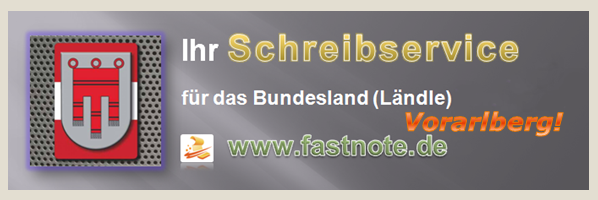 Ihr Schreibservice
für das Bundesland (Ländle)
Vorarlberg!
www.fastnote.de